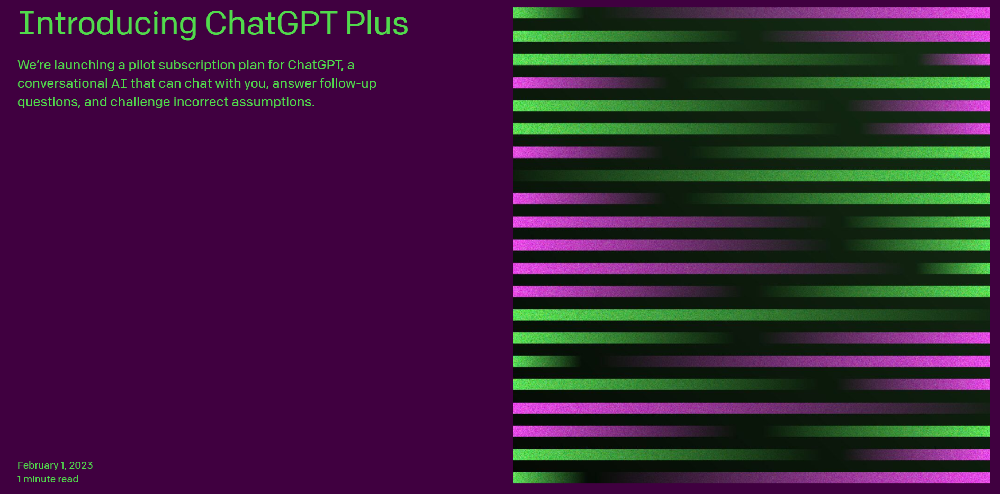 Introducing ChatGPT Plus
We’re launching a pilot subscription plan for ChatGPT, a
conversational AI that can chat with you, answer follow-up
questions, and challenge incorrect assumptions.
February 1, 2023
1 minute read